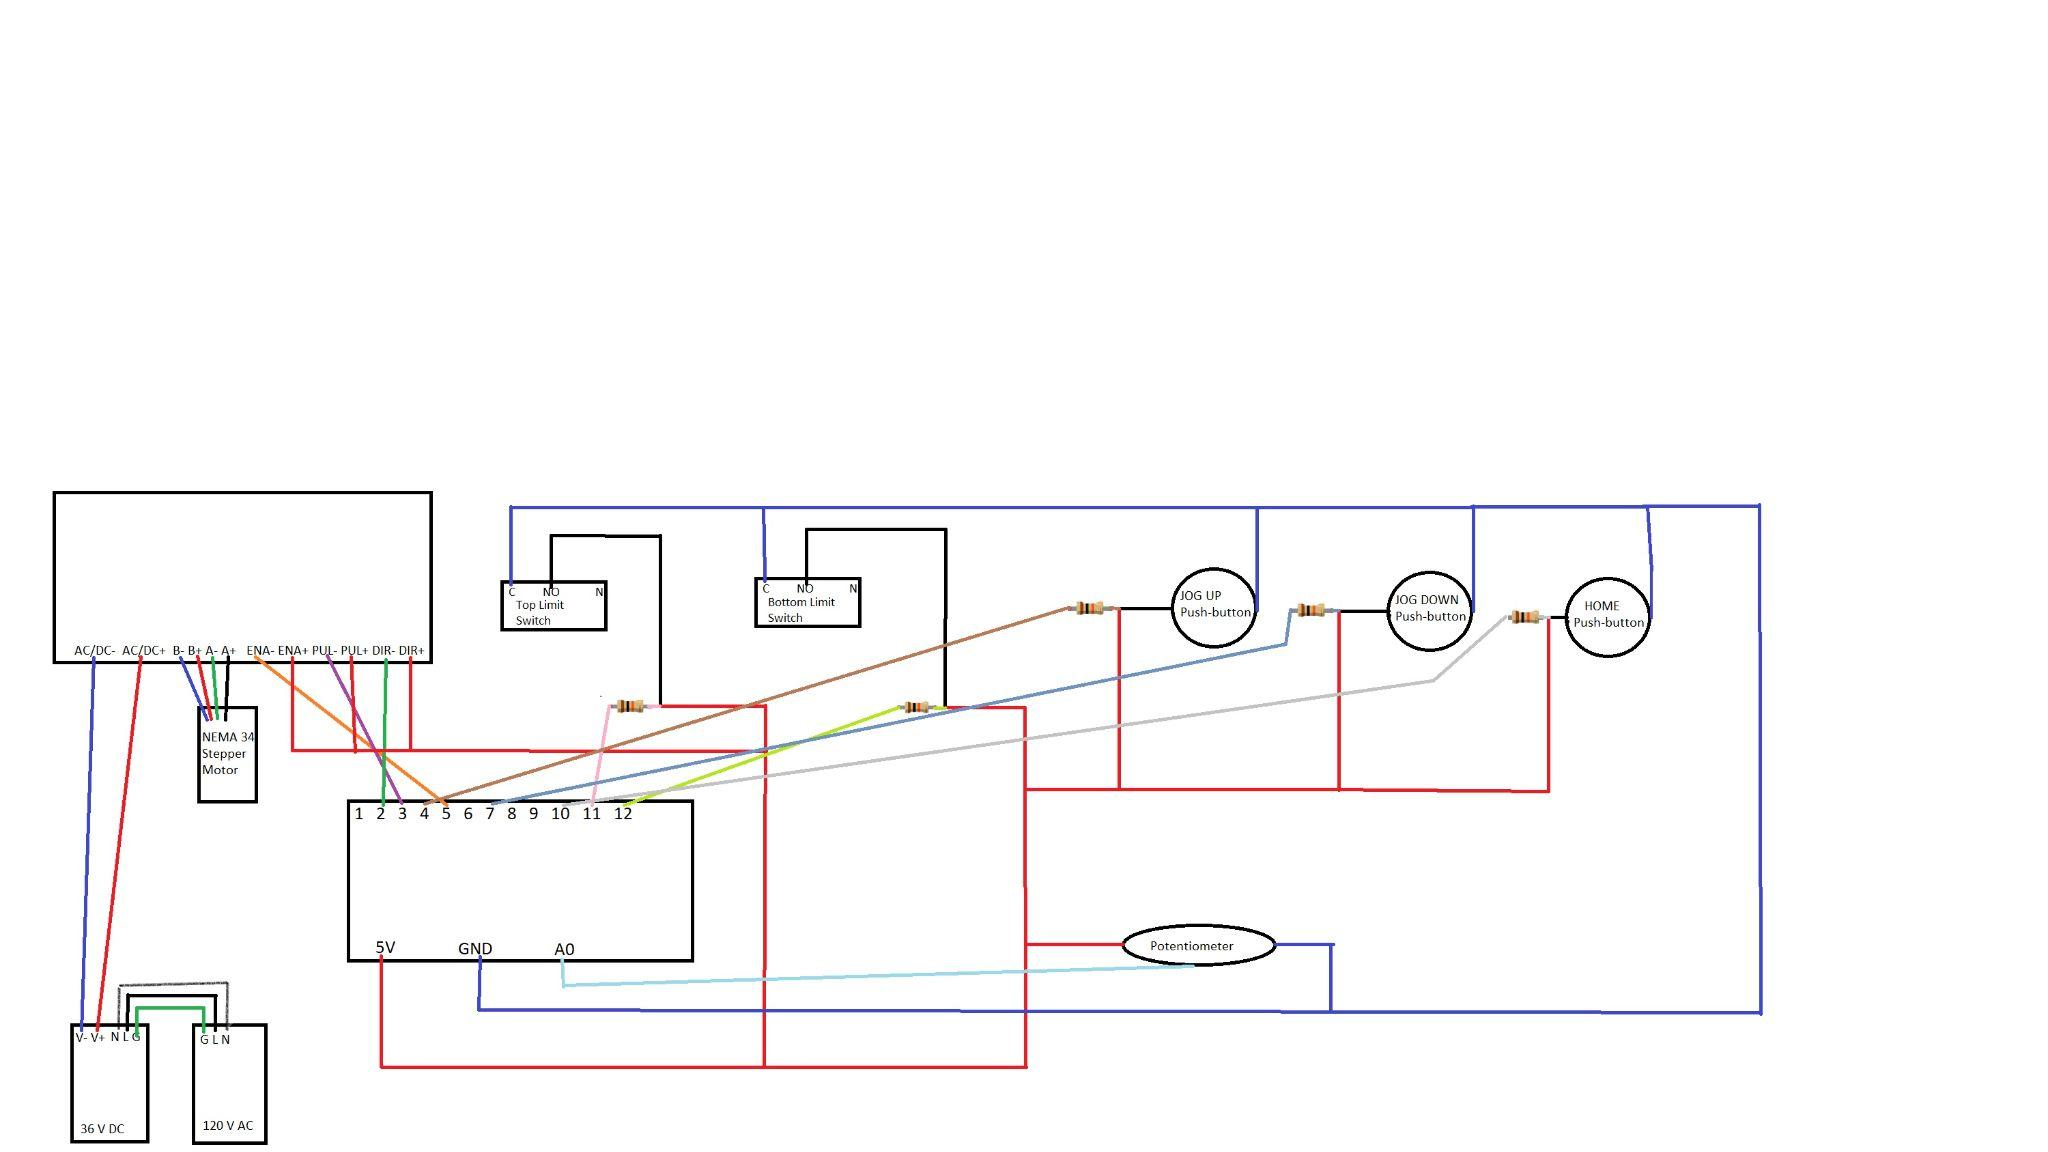 AC/DC- AC/DC+ B- B+ A- A+ ENA- ENA+ PUL- PUL+ DIR- DIR+
C NO N
Top Limit
Switch
C NO N
Bottom Limit
Switch
JOG UP
Push-button
JOG DOWN
Push-button
HOME
Push-button
NEMA 34
Stepper
Motor
1 2 3 4 5 6 7 8 9 10 11 12
5V GND A0
Potentiometer
V- V+ N L G
36 V DC
G L N
120 V AC